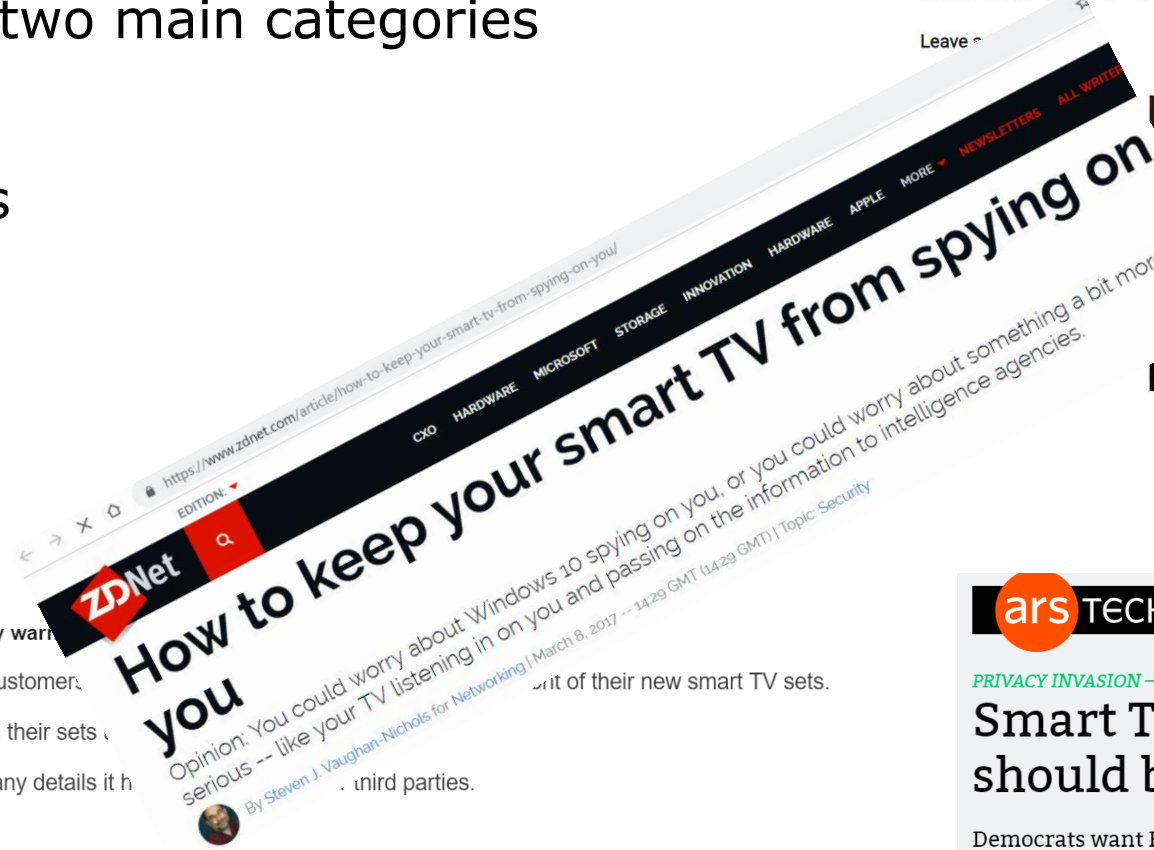 two main categories
Leave
s
https://www.zdnet.com/article/how-to-keep-your-smart-tv-from-spying-on-you/
EDITION:
ZDNet
CXO HARDWARE MICROSOFT STORAGE INNOVATION HARDWARE APPLE MORE NEWSLETTERS ALL WRITER
How to keep your smart TV from spying on
you
Opinion: You could worry about Windows 10 spying on you, or you could worry about something a bit more
serious -- like your TV listening in on you and passing on the information to intelligence agencies.
By Steven J. Vaughan-Nichols for Networking | March 8, 2017 -- 14:29 GMT (14:29 GMT) | Topic: Security
of their new smart TV sets.
their sets
any details it third parties.
ars TECH
PRIVACY INVASION —
Smart T
should b
Democrats want